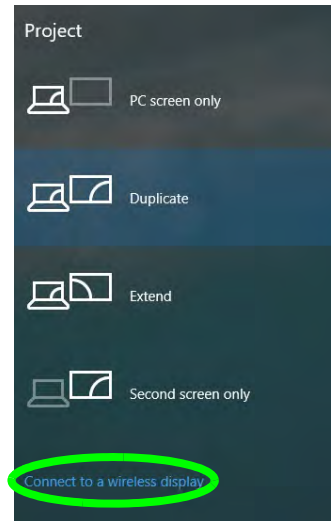 Project
PC screen only
Duplicate
Extend
Second screen only
Connect to a wireless display